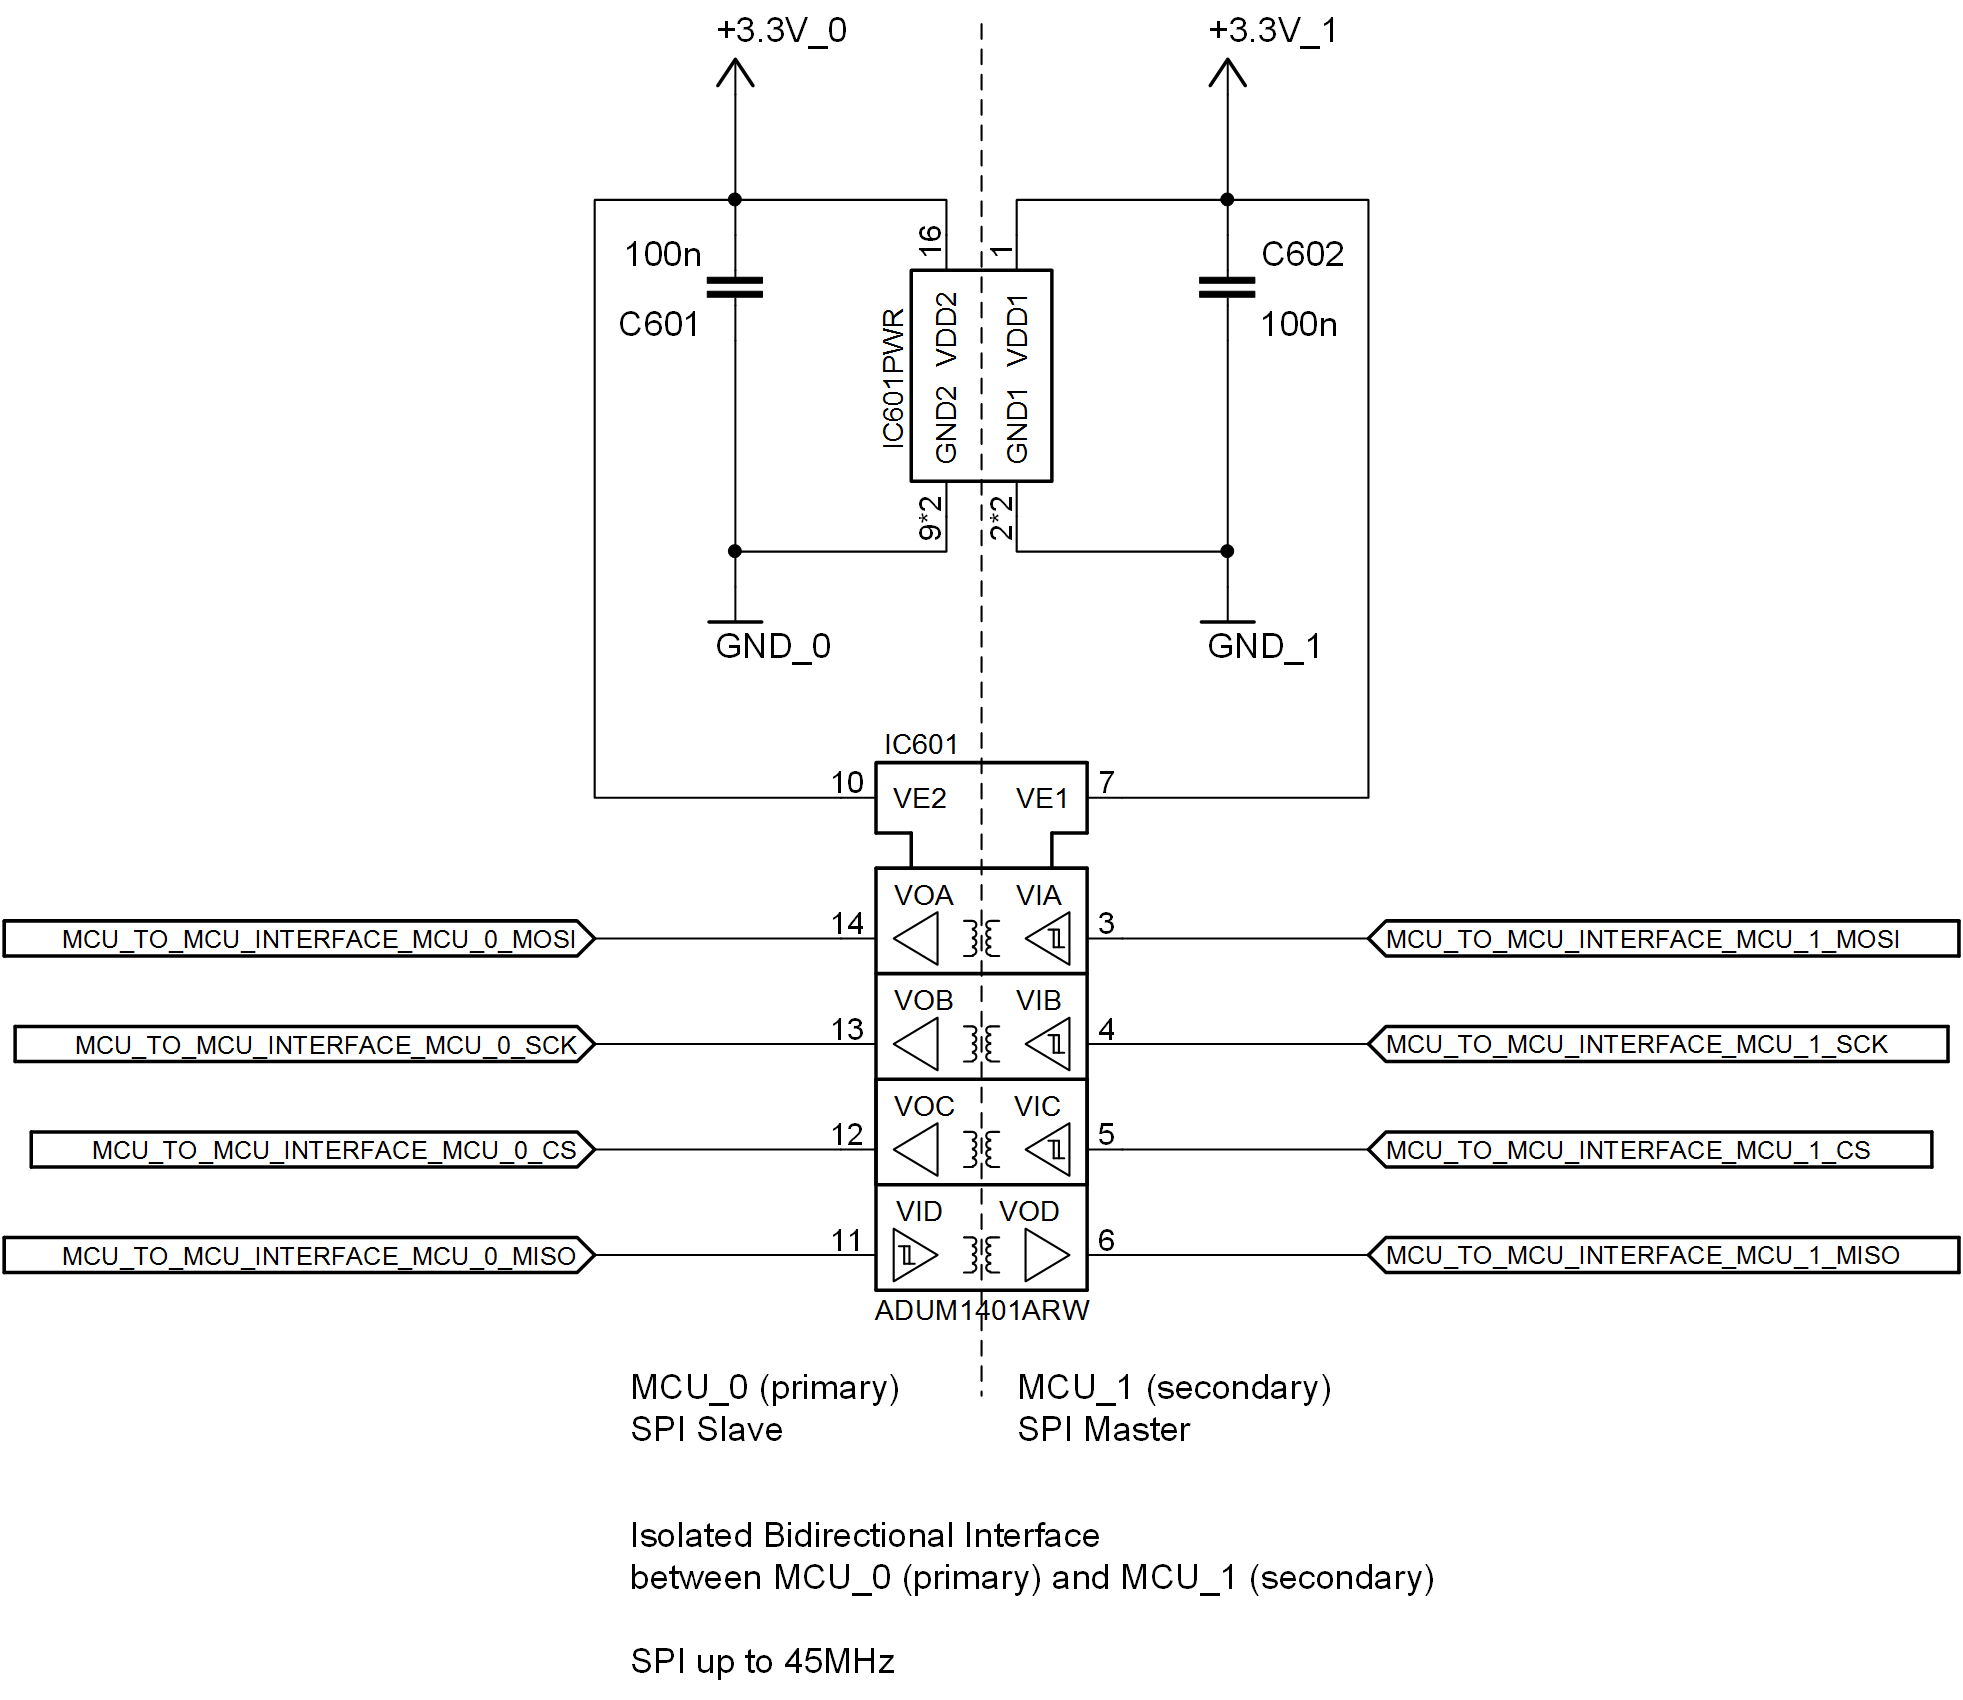 +3.3V_0
+3.3V_1
16
1
100n
C601
C602
100n
IC601PWR
VDD2
VDD1
GND2
GND1
9*2
2*2
GND_0
GND_1
IC601
10
VE2
VE1
7
MCU_TO_MCU_INTERFACE_MCU_0_MOSI
14
VOA
VIA
3
MCU_TO_MCU_INTERFACE_MCU_1_MOSI
MCU_TO_MCU_INTERFACE_MCU_0_SCK
13
VOB
VIB
4
MCU_TO_MCU_INTERFACE_MCU_1_SCK
MCU_TO_MCU_INTERFACE_MCU_0_CS
12
VOC
VIC
5
MCU_TO_MCU_INTERFACE_MCU_1_CS
MCU_TO_MCU_INTERFACE_MCU_0_MISO
11
VID
VOD
6
MCU_TO_MCU_INTERFACE_MCU_1_MISO
ADUM1401ARW
MCU_0 (primary)
SPI Slave
MCU_1 (secondary)
SPI Master
Isolated Bidirectional Interface
between MCU_0 (primary) and MCU_1 (secondary)
SPI up to 45MHz